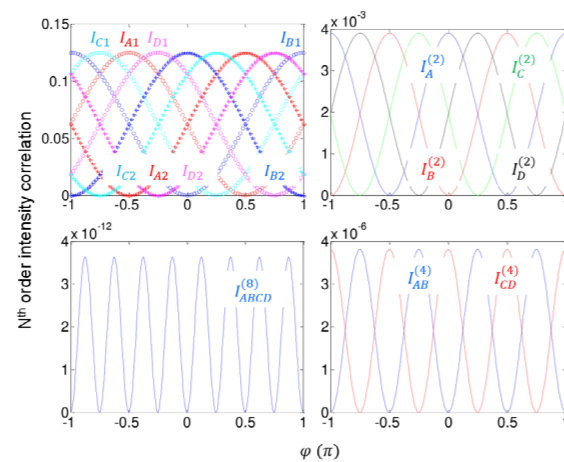 0.15
0.1
0.05
0
I_C1 I_A1 I_D1 I_B1
I_C2 I_A2 I_D2 I_B2
-1 -0.5 0 0.5 1
×10^-3
4
3
2
1
0
I_A^(2) I_C^(2)
I_B^(2) I_D^(2)
-1 -0.5 0 0.5 1
N^th order intensity correlation
4 ×10^-12
3
2
1
0
I_ABCD^(8)
-1 -0.5 0 0.5 1
4 ×10^-6
3
2
1
0
I_AB^(4) I_CD^(4)
-1 -0.5 0 0.5 1
φ (π)